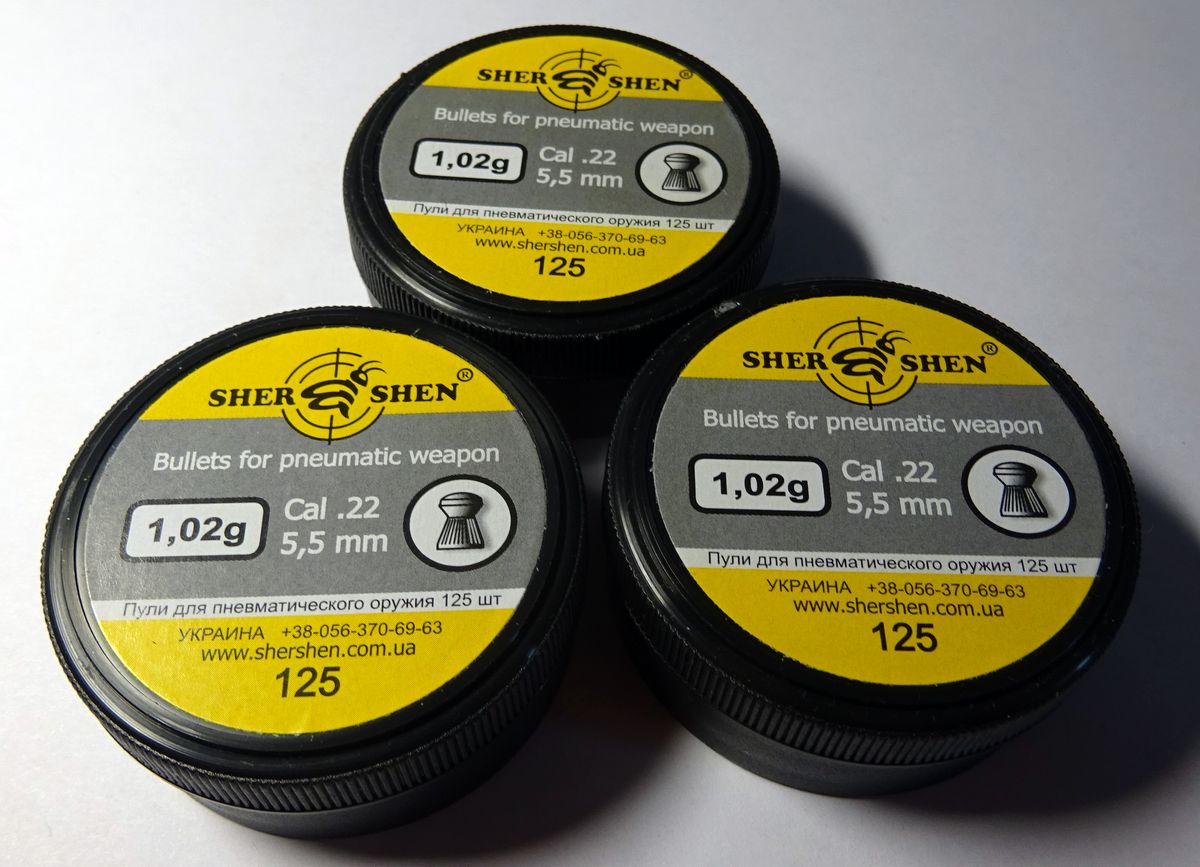 SHER SHEN®
Bullets for pneumatic weapon
1,02g
Cal .22
5,5 mm
Пули для пневматического оружия 125 шт
УКРАИНА +38-056-370-69-63
www.shershen.com.ua
125
SHER SHEN®
Bullets for pneumatic weapon
1,02g
Cal .22
5,5 mm
Пули для пневматического оружия 125 шт
УКРАИНА +38-056-370-69-63
www.shershen.com.ua
125
SHER SHEN®
Bullets for pneumatic weapon
1,02g
Cal .22
5,5 mm
Пули для пневматического оружия 125 шт
УКРАИНА +38-056-370-69-63
www.shershen.com.ua
125